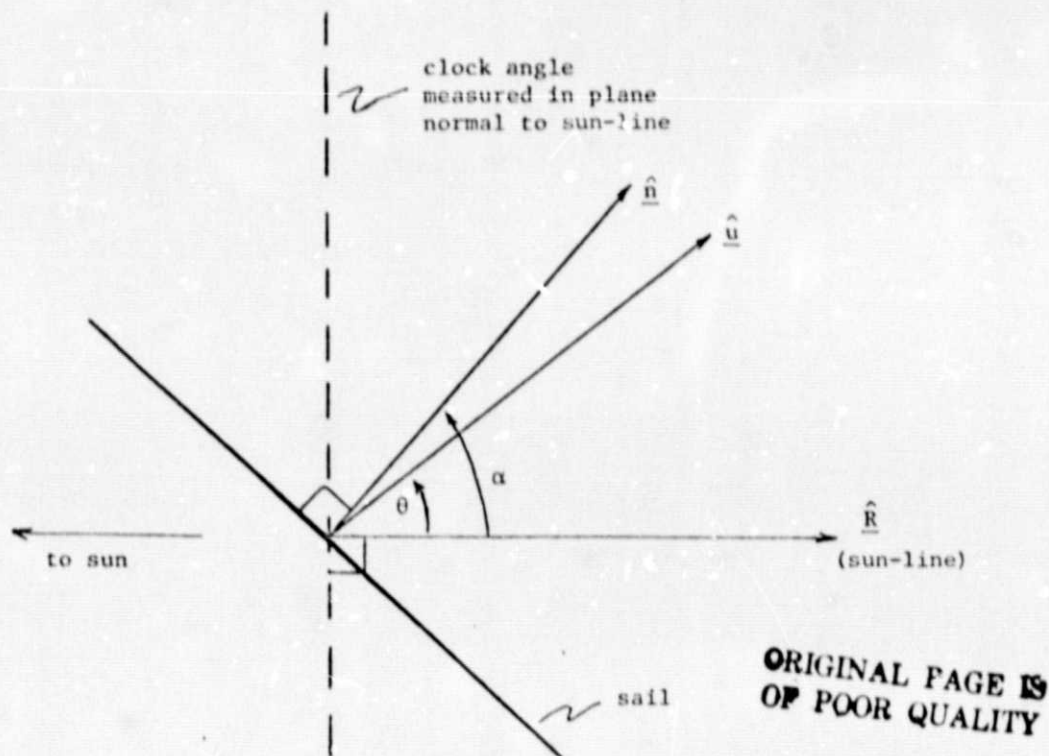 clock angle
measured in plane
normal to sun-line
n̂
û
α
θ
R̂
to sun
(sun-line)
sail
ORIGINAL PAGE IS
OF POOR QUALITY